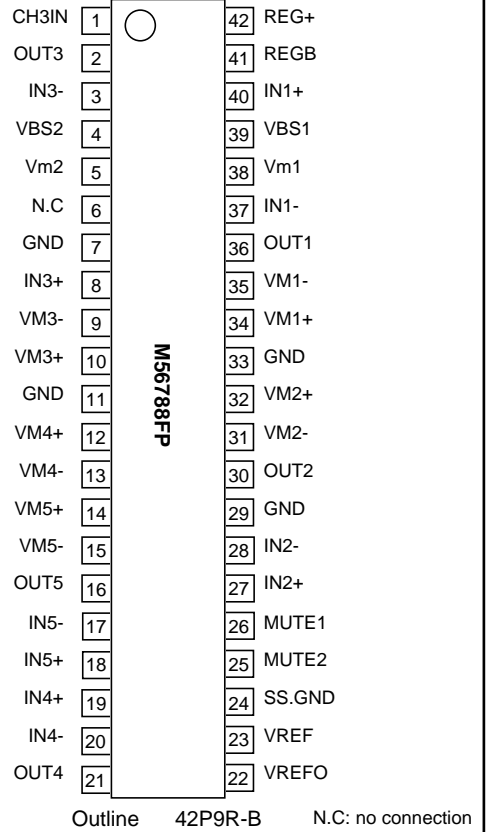 CH3IN 1 42 REG+
OUT3 2 41 REGB
IN3- 3 40 IN1+
VBS2 4 39 VBS1
Vm2 5 38 Vm1
N.C 6 37 IN1-
GND 7 36 OUT1
IN3+ 8 35 VM1-
VM3- 9 34 VM1+
VM3+ 10 33 GND
GND 11 32 VM2+
VM4+ 12 31 VM2-
VM4- 13 30 OUT2
VM5+ 14 29 GND
VM5- 15 28 IN2-
OUT5 16 27 IN2+
IN5- 17 26 MUTE1
IN5+ 18 25 MUTE2
IN4+ 19 24 SS.GND
IN4- 20 23 VREF
OUT4 21 22 VREFO
M56788FP
Outline 42P9R-B N.C: no connection